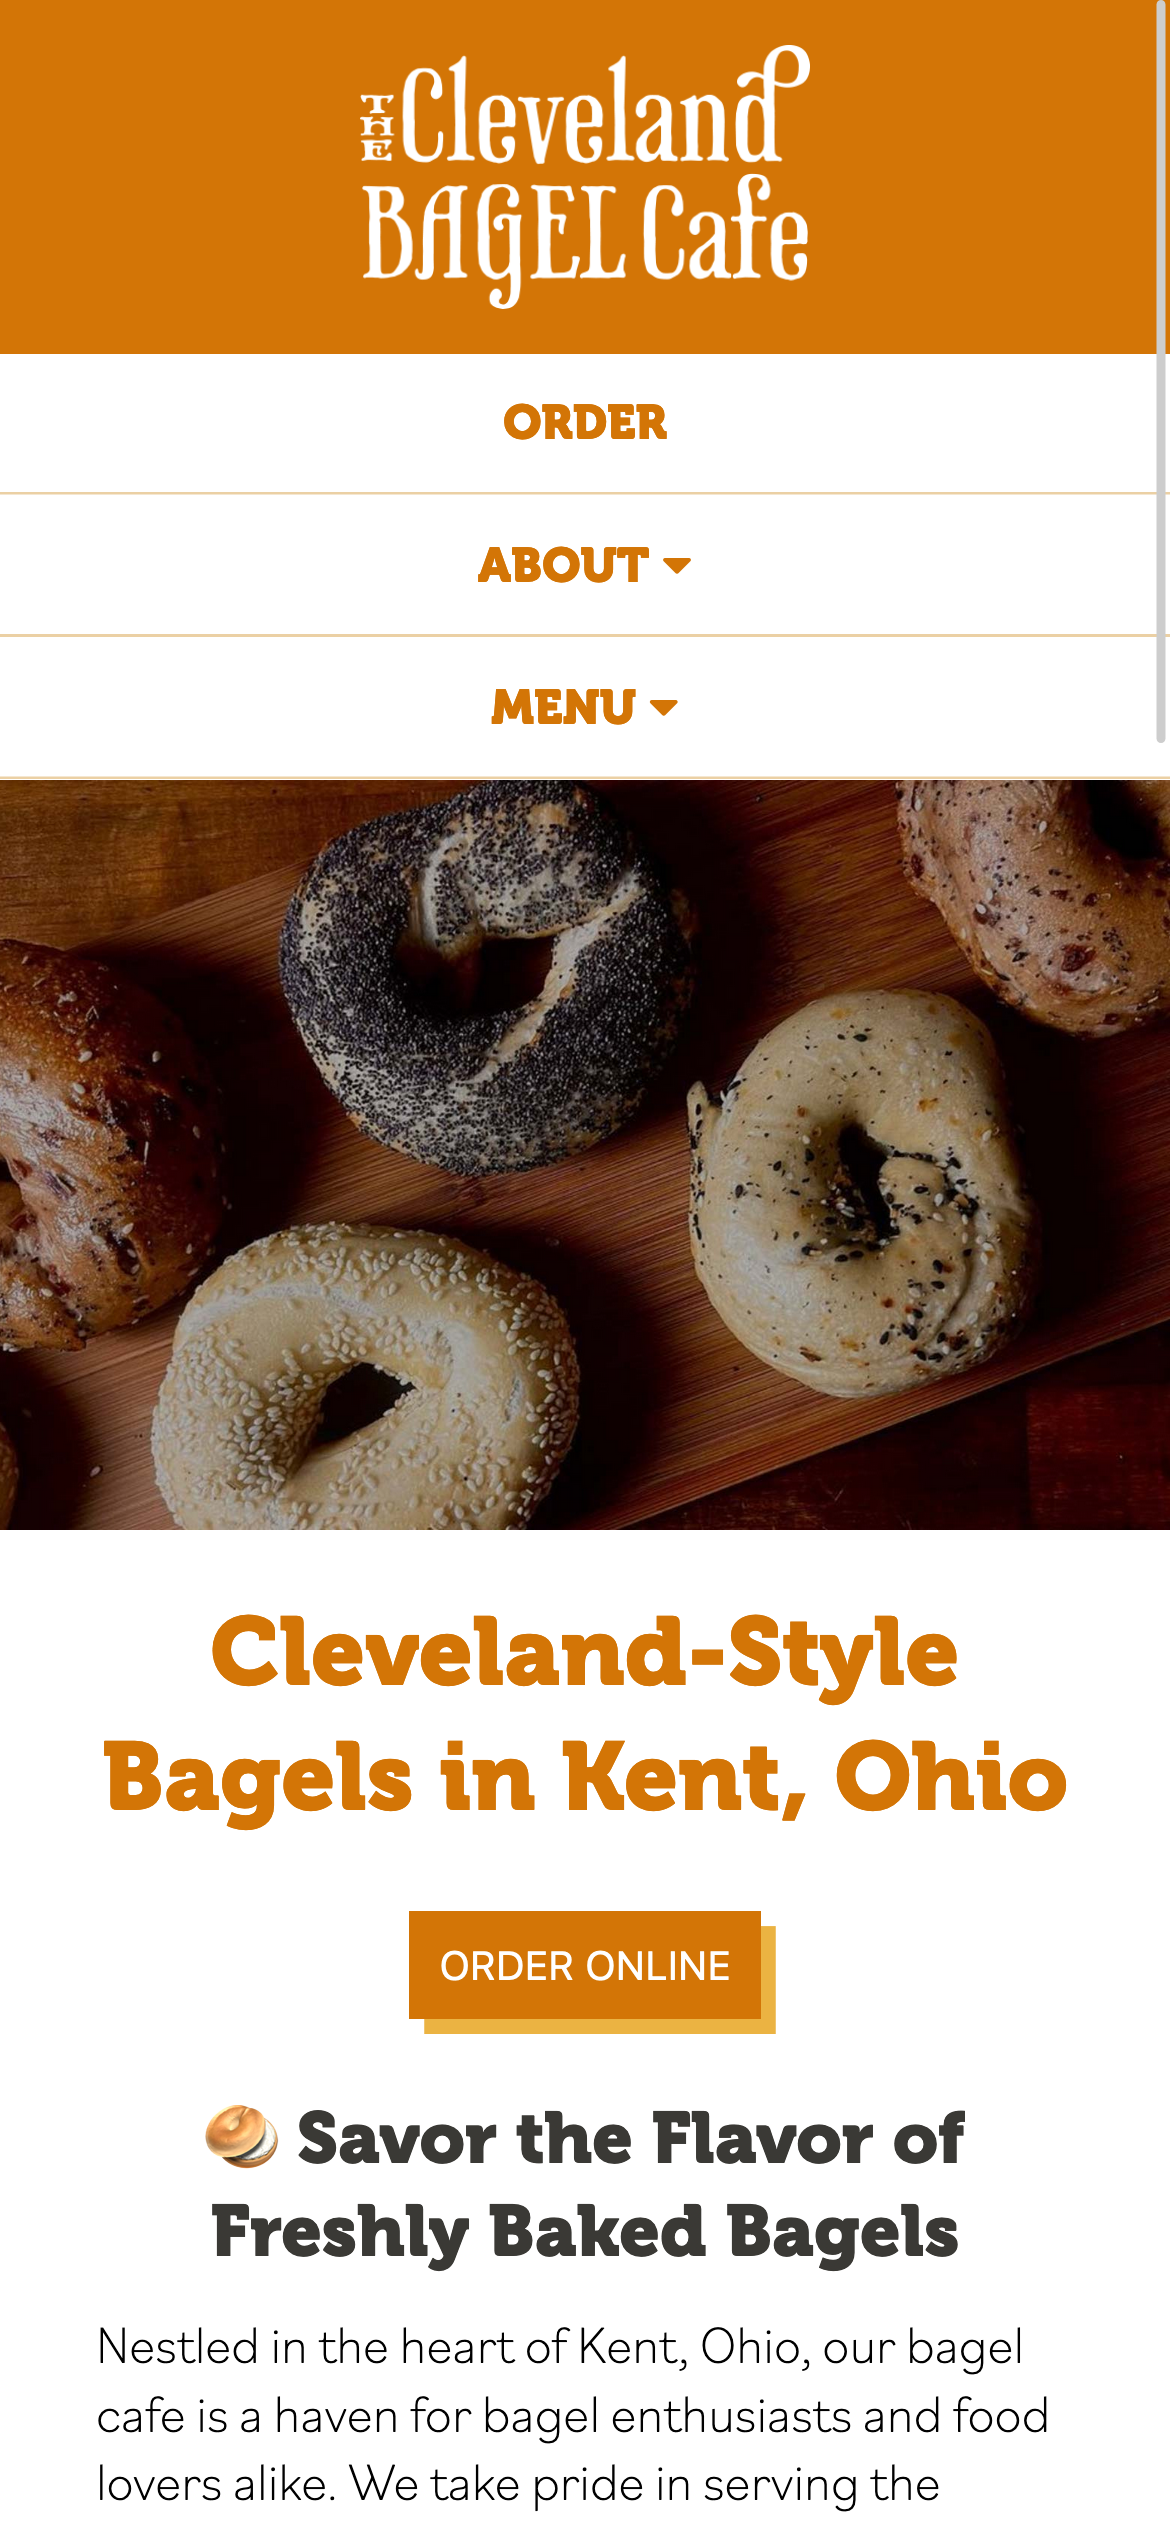 THE Cleveland
BAGEL Cafe
ORDER
ABOUT
MENU
Cleveland-Style
Bagels in Kent, Ohio
ORDER ONLINE
🥯 Savor the Flavor of
Freshly Baked Bagels
Nestled in the heart of Kent, Ohio, our bagel
cafe is a haven for bagel enthusiasts and food
lovers alike. We take pride in serving the